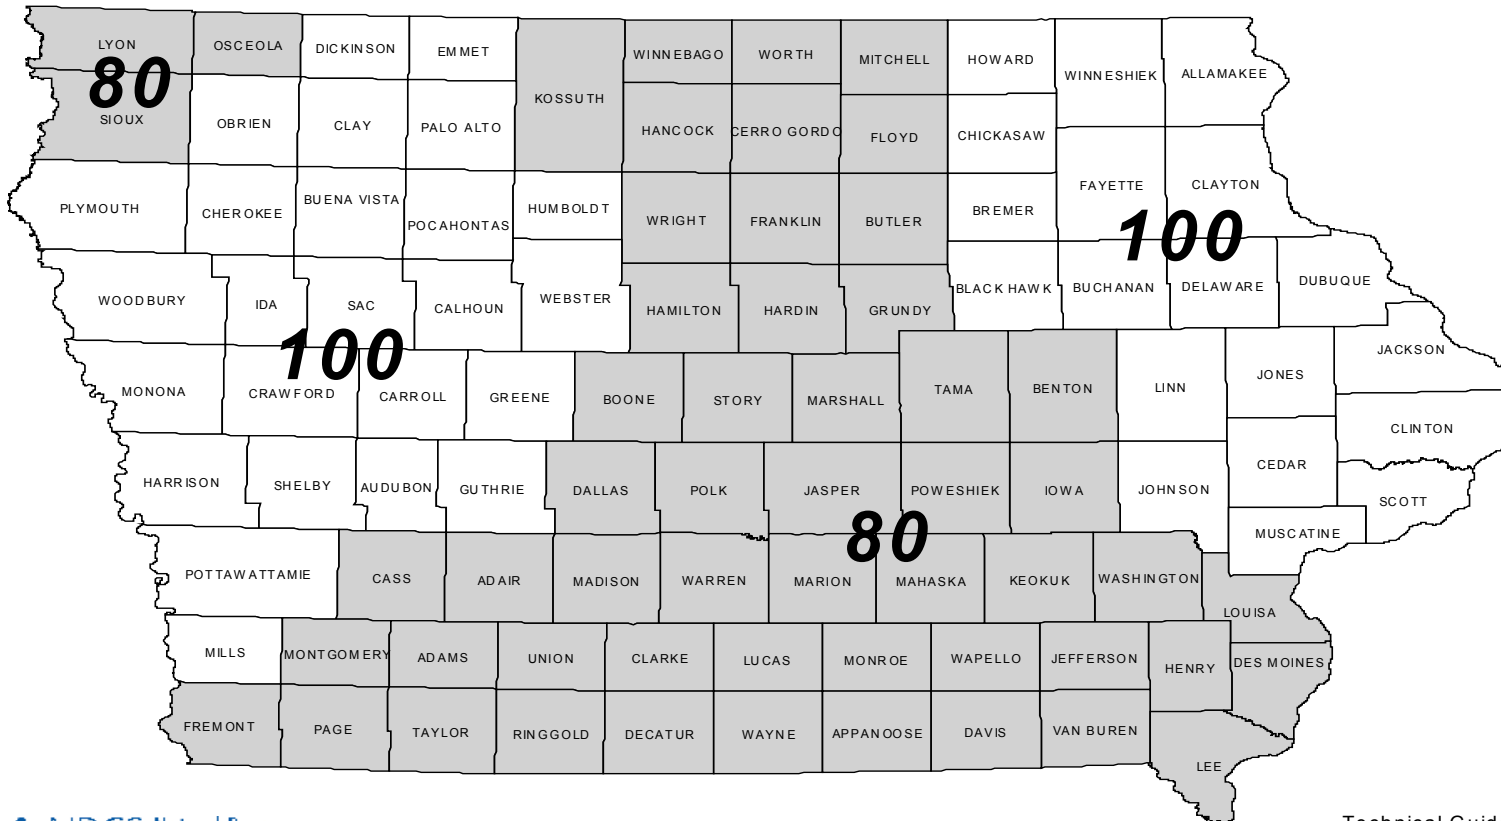 LYON OSCEOLA DICKINSON EMMET KOSSUTH WINNEBAGO WORTH MITCHELL HOWARD WINNESHIEK ALLAMAKEE
80
SIOUX OBRIEN CLAY PALO ALTO HANCOCK CERRO GORDO FLOYD CHICKASAW
PLYMOUTH CHEROKEE BUENA VISTA POCAHONTAS HUMBOLDT WRIGHT FRANKLIN BUTLER BREMER FAYETTE CLAYTON
100
WOODBURY IDA SAC CALHOUN WEBSTER HAMILTON HARDIN GRUNDY BLACK HAWK BUCHANAN DELAWARE DUBUQUE
100
MONONA CRAWFORD CARROLL GREENE BOONE STORY MARSHALL TAMA BENTON LINN JONES JACKSON
CLINTON
HARRISON SHELBY AUDUBON GUTHRIE DALLAS POLK JASPER POWESHIEK IOWA JOHNSON CEDAR SCOTT
80
MUSCATINE
POTTAWATTAMIE CASS ADAIR MADISON WARREN MARION MAHASKA KEOKUK WASHINGTON LOUISA
MILLS MONTGOMERY ADAMS UNION CLARKE LUCAS MONROE WAPELLO JEFFERSON HENRY DES MOINES
FREMONT PAGE TAYLOR RINGGOLD DECATUR WAYNE APPANOOSE DAVIS VAN BUREN LEE
Technical